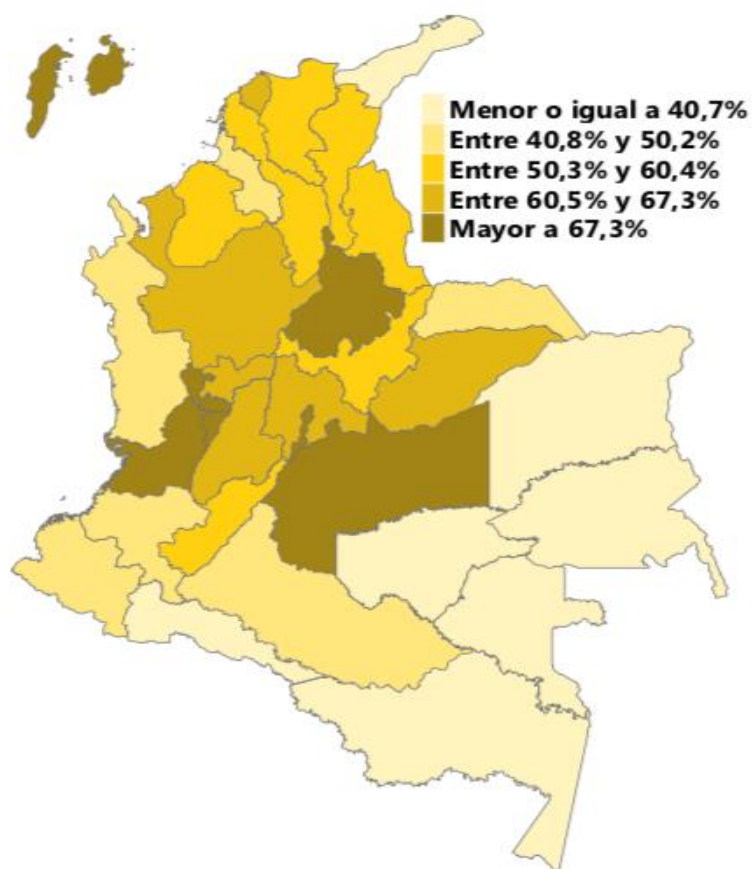 Menor o igual a 40,7%
Entre 40,8% y 50,2%
Entre 50,3% y 60,4%
Entre 60,5% y 67,3%
Mayor a 67,3%